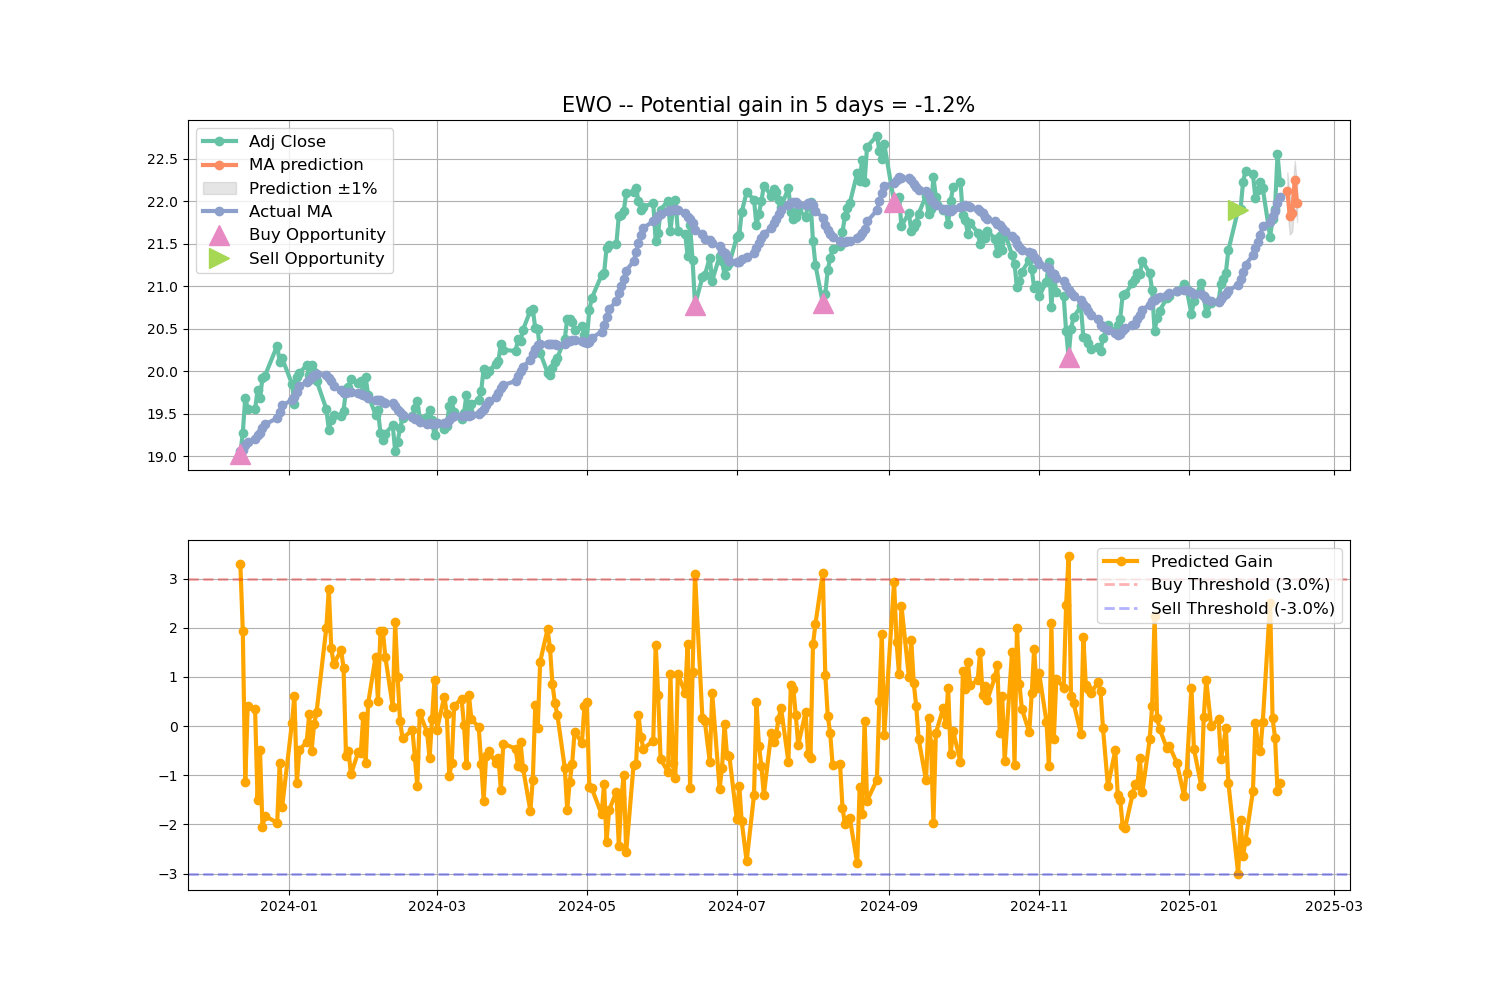 EWO -- Potential gain in 5 days = -1.2%
Adj Close
MA prediction
Prediction ±1%
Actual MA
Buy Opportunity
Sell Opportunity
22.5
22.0
21.5
21.0
20.5
20.0
19.5
19.0
Predicted Gain
Buy Threshold (3.0%)
Sell Threshold (-3.0%)
3
2
1
0
−1
−2
−3
2024-01 2024-03 2024-05 2024-07 2024-09 2024-11 2025-01 2025-03